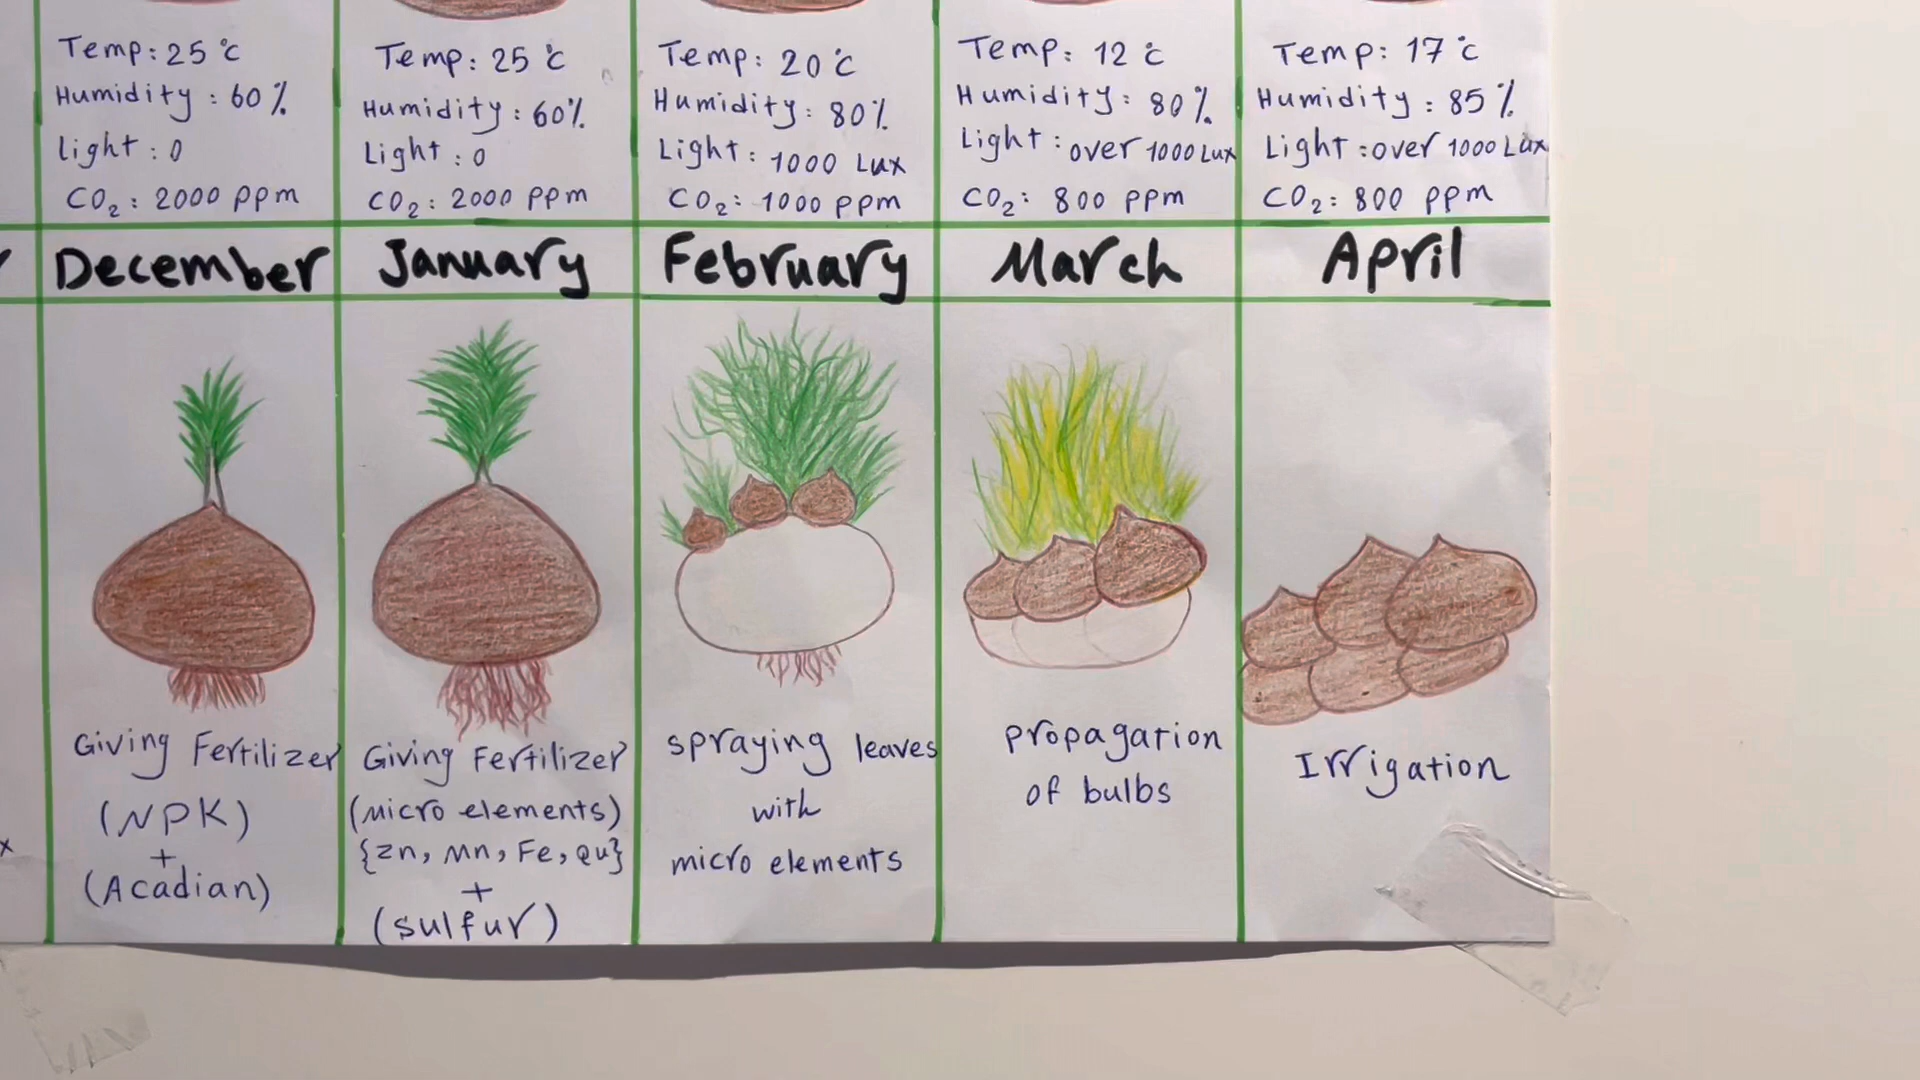 Temp: 25 °c
Humidity: 60%
light: 0
CO2: 2000 ppm
Temp: 25 °c
Humidity: 60%
Light: 0
CO2: 2000 ppm
Temp: 20 °c
Humidity: 80%
Light: 1000 Lux
CO2: 1000 ppm
Temp: 12 °c
Humidity: 80%
Light: over 1000 Lux
CO2: 800 ppm
Temp: 17 °c
Humidity: 85%
Light: over 1000 Lux
CO2: 800 ppm
December
January
February
March
April
Giving Fertilizer
(NPK)
+
(Acadian)
Giving Fertilizer
(micro elements)
{Zn, Mn, Fe, Qu}
+
(sulfur)
spraying leaves
with
micro elements
propagation
of bulbs
Irrigation